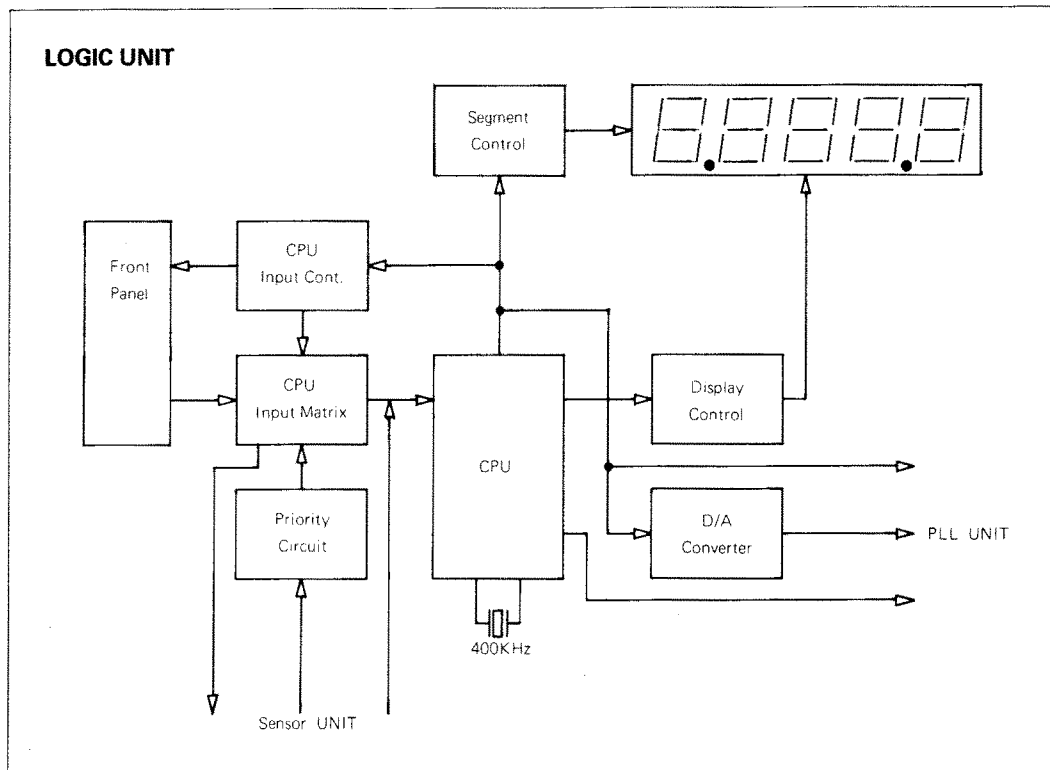 LOGIC UNIT
Segment
Control
CPU
Input Cont.
Front
Panel
CPU
Input Matrix
CPU
Display
Control
Priority
Circuit
D/A
Converter
PLL UNIT
400KHz
Sensor UNIT